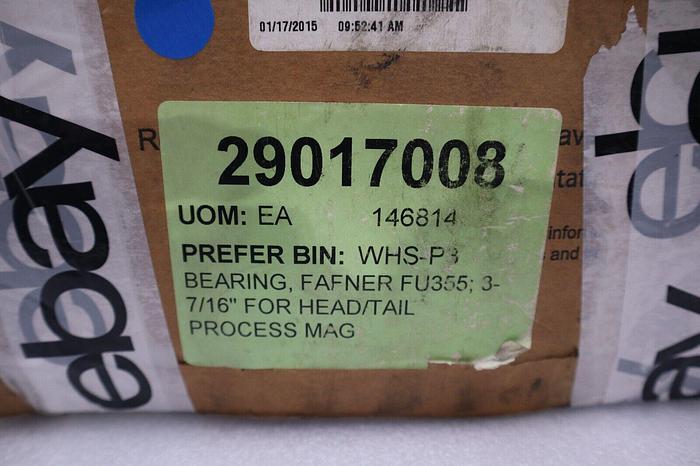 01/17/2015 09:52:41 AM
29017008
UOM: EA 146814
PREFER BIN: WHS-P3
BEARING, FAFNER FU355; 3-
7/16" FOR HEAD/TAIL
PROCESS MAG
ebay
ebay